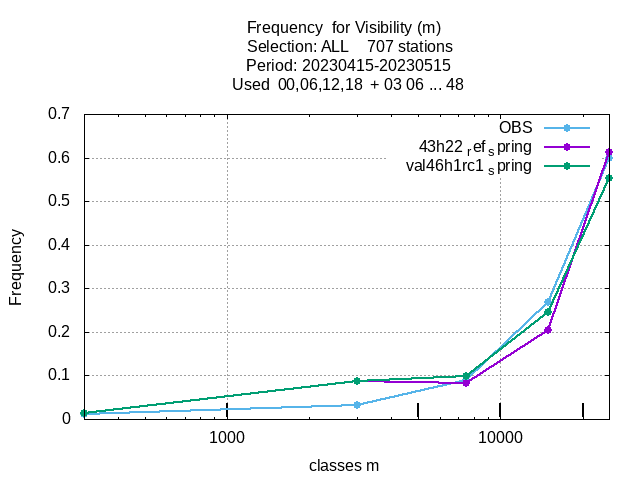 Frequency  for Visibility (m)
Selection: ALL    707 stations
Period: 20230415-20230515
Used  00,06,12,18  + 03 06 ... 48
OBS
43h22 ref spring
val46h1rc1 spring
0.7
0.6
0.5
0.4
0.3
0.2
0.1
0
Frequency
1000 10000
classes m